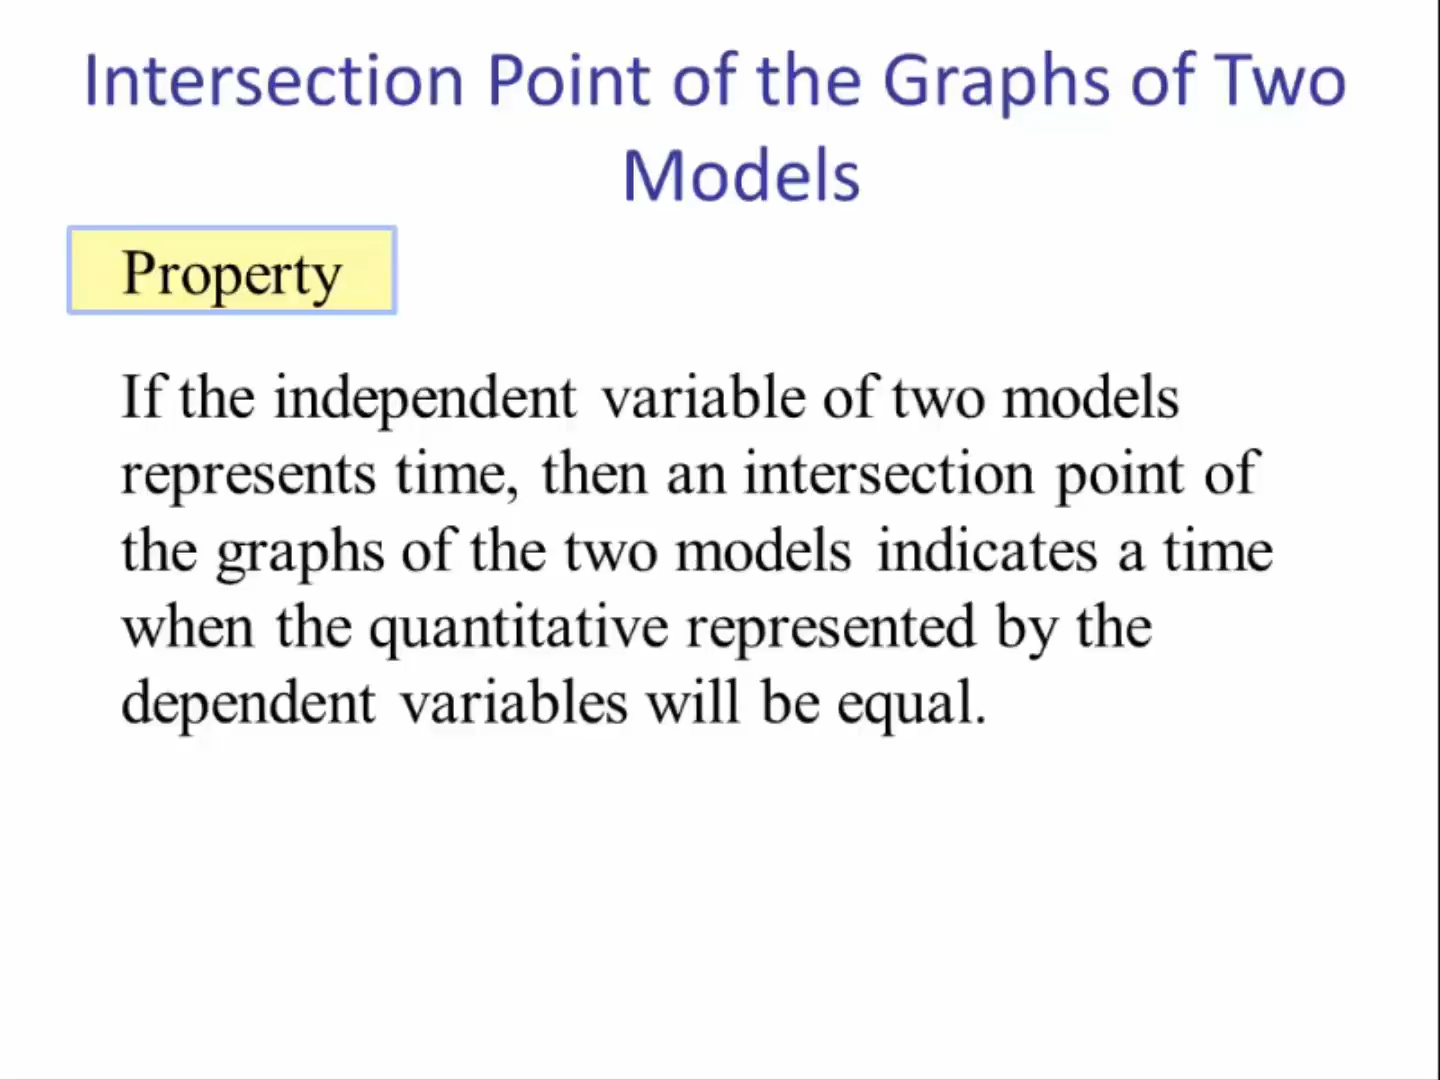 Intersection Point of the Graphs of Two
Models
Property
If the independent variable of two models
represents time, then an intersection point of
the graphs of the two models indicates a time
when the quantitative represented by the
dependent variables will be equal.